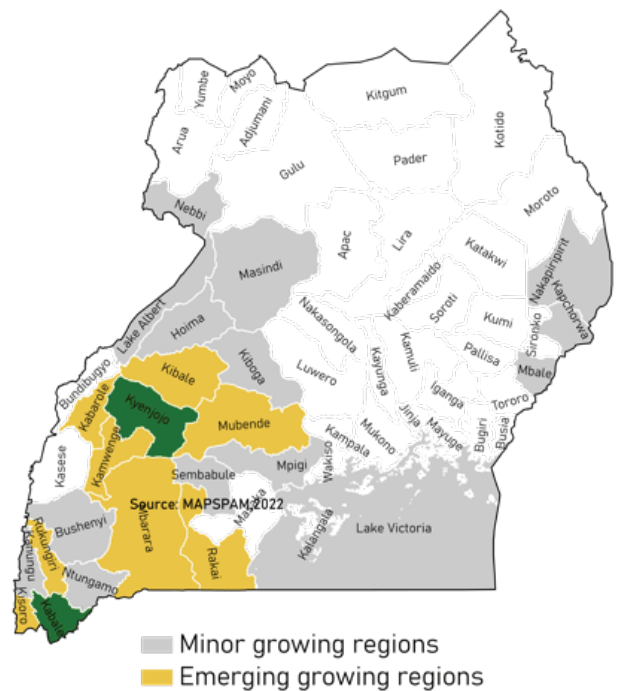 Moyo
Yumbe
Adjumani
Arua
Kitgum
Kotido
Pader
Gulu
Moroto
Nebbi
Apac
Lira
Katakwi
Nakapiripirit
Masindi
Kaberamaido
Soroti
Kapchorwa
Lake Albert
Hoima
Nakasongola
Kumi
Sironko
Kamuli
Pallisa
Mbale
Kayunga
Kiboga
Luwero
Bundibugyo
Kibale
Iganga
Tororo
Kabarole
Kyenjojo
Jinja
Mayuge
Bugiri
Busia
Mubende
Mukono
Kampala
Kamwenge
Wakiso
Kasese
Mpigi
Sembabule
Source: MAPSPAM,2022
Masaka
Bushenyi
Mbarara
Kalangala
Lake Victoria
Rukungiri
Kanungu
Rakai
Ntungamo
Kisoro
Kabale
Minor growing regions
Emerging growing regions